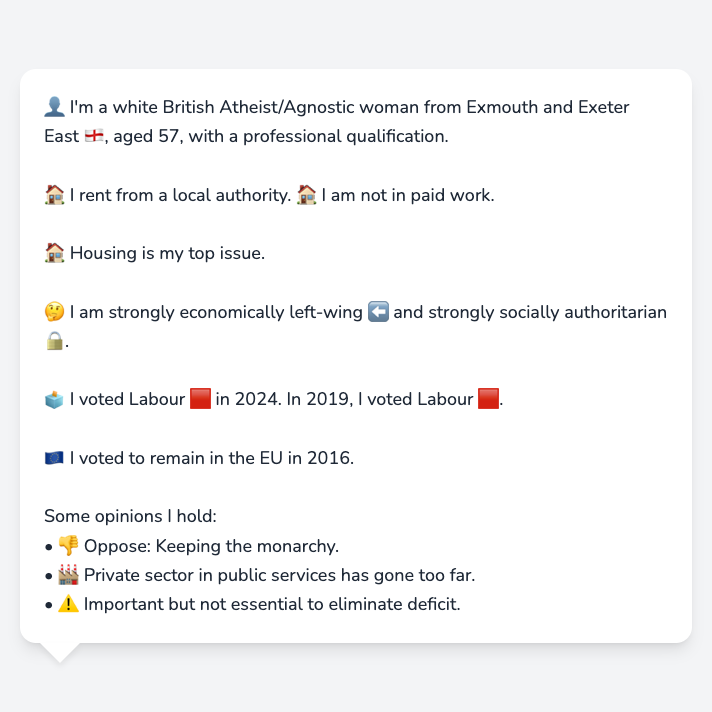 👤 I'm a white British Atheist/Agnostic woman from Exmouth and Exeter
East 🏴󠁧󠁢󠁥󠁮󠁧󠁿, aged 57, with a professional qualification.
🏠 I rent from a local authority. 🏠 I am not in paid work.
🏠 Housing is my top issue.
🤔 I am strongly economically left-wing ⬅️ and strongly socially authoritarian
🔒.
🗳️ I voted Labour 🟥 in 2024. In 2019, I voted Labour 🟥.
🇪🇺 I voted to remain in the EU in 2016.
Some opinions I hold:
• 👎 Oppose: Keeping the monarchy.
• 🏭 Private sector in public services has gone too far.
• ⚠️ Important but not essential to eliminate deficit.